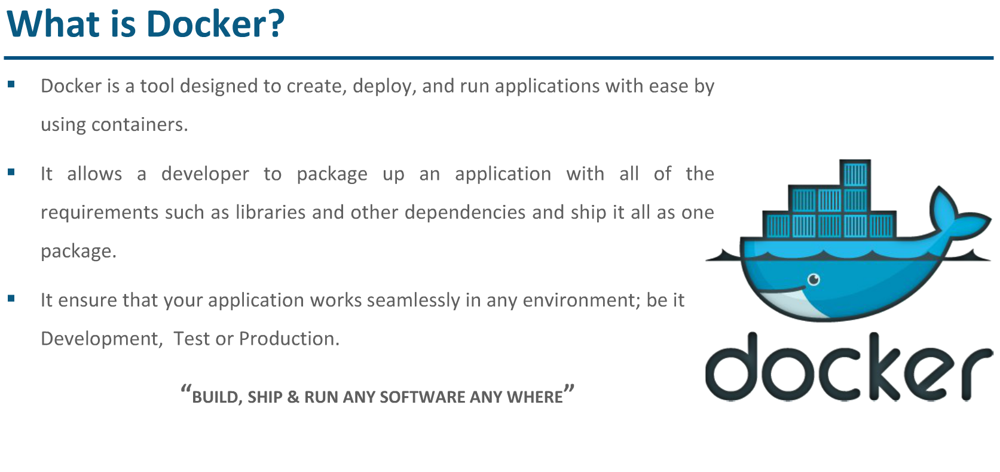 What is Docker?
▪ Docker is a tool designed to create, deploy, and run applications with ease by
using containers.
▪ It allows a developer to package up an application with all of the
requirements such as libraries and other dependencies and ship it all as one
package.
▪ It ensure that your application works seamlessly in any environment; be it
Development,  Test or Production.
“BUILD, SHIP & RUN ANY SOFTWARE ANY WHERE”
docker